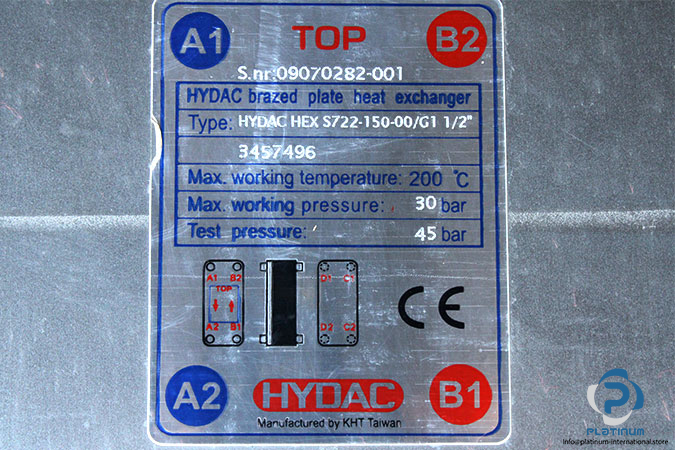 A1 TOP B2
S.nr:09070282-001
HYDAC brazed plate heat exchanger
Type: HYDAC HEX S722-150-00/G1 1/2"
3457496
Max. working temperature: 200 °C
Max. working pressure: 30 bar
Test pressure: 45 bar
A1 B2
TOP
A2 B1
D1 C1
D2 C2
CE
A2 HYDAC B1
Manufactured by KHT Taiwan
PLATINUM
info@platinum-international.store